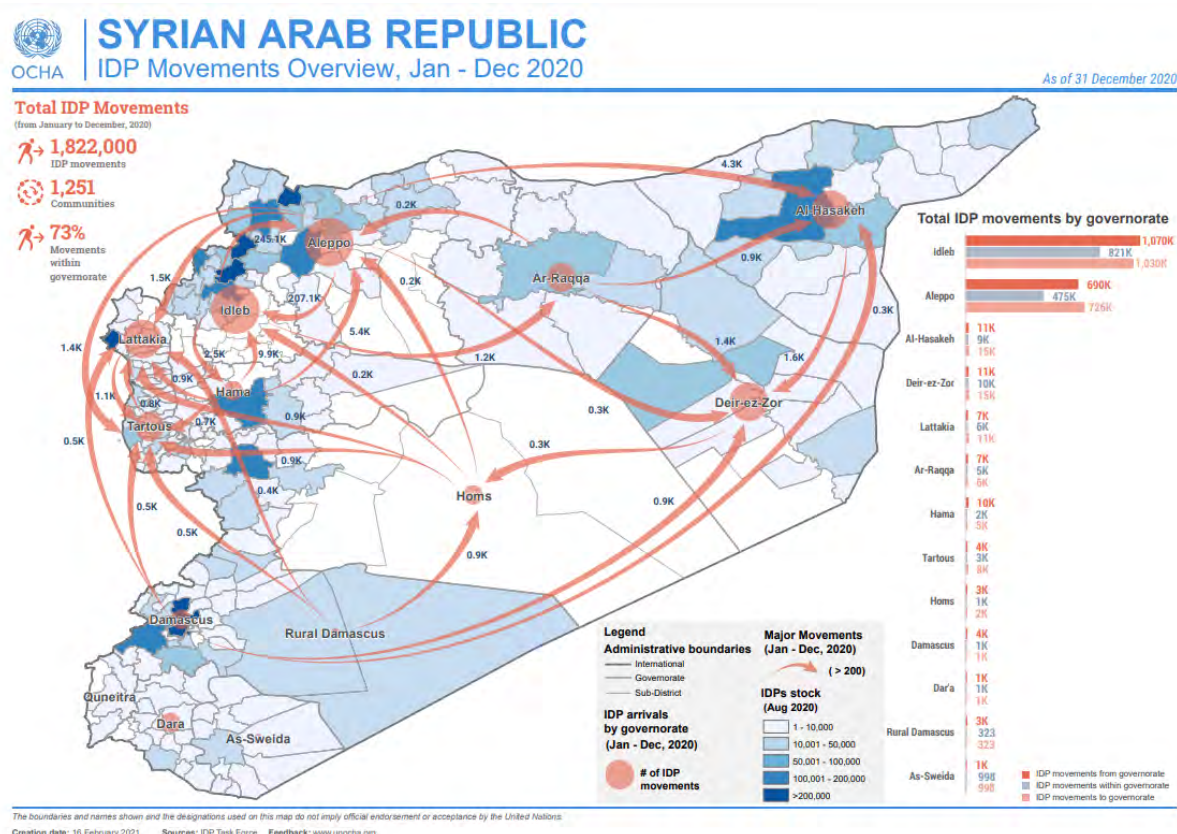 OCHA
SYRIAN ARAB REPUBLIC
IDP Movements Overview, Jan - Dec 2020
As of 31 December 2020
Total IDP Movements
(from January to December, 2020)
1,822,000
IDP movements
1,251
Communities
73%
Movements
within
governorate
4.3K
0.2K
Al-Hasakeh
245.1K
Aleppo
0.9K
Ar-Raqqa
1.5K
0.2K
207.1K
Idleb
0.3K
5.4K
Lattakia
1.4K
1.4K
2.5K
9.9K
1.2K
1.6K
0.9K
0.2K
Hama
1.1K
0.8K
Deir-ez-Zor
0.9K
0.3K
Tartous
0.7K
0.5K
0.3K
0.9K
0.4K
Homs
0.9K
0.5K
0.5K
0.9K
Damascus
Rural Damascus
Quneitra
Dara
As-Sweida
Total IDP movements by governorate
Idleb
1,070K
821K
1,030K
Aleppo
690K
475K
726K
Al-Hasakeh
11K
9K
15K
Deir-ez-Zor
11K
10K
15K
Lattakia
7K
6K
11K
Ar-Raqqa
7K
5K
6K
Hama
10K
2K
5K
Tartous
4K
3K
8K
Homs
3K
1K
2K
Damascus
4K
1K
1K
Dar'a
1K
1K
1K
Rural Damascus
3K
323
323
As-Sweida
1K
998
998
IDP movements from governorate
IDP movements within governorate
IDP movements to governorate
Legend
Administrative boundaries
International
Governorate
Sub-District
IDP arrivals
by governorate
(Jan - Dec, 2020)
# of IDP
movements
Major Movements
(Jan - Dec, 2020)
( > 200)
IDPs stock
(Aug 2020)
1 - 10,000
10,001 - 50,000
50,001 - 100,000
100,001 - 200,000
>200,000
The boundaries and names shown and the designations used on this map do not imply official endorsement or acceptance by the United Nations.
Creation date: 16 February 2021 Sources: IDP Task Force Feedback: www.unocha.org